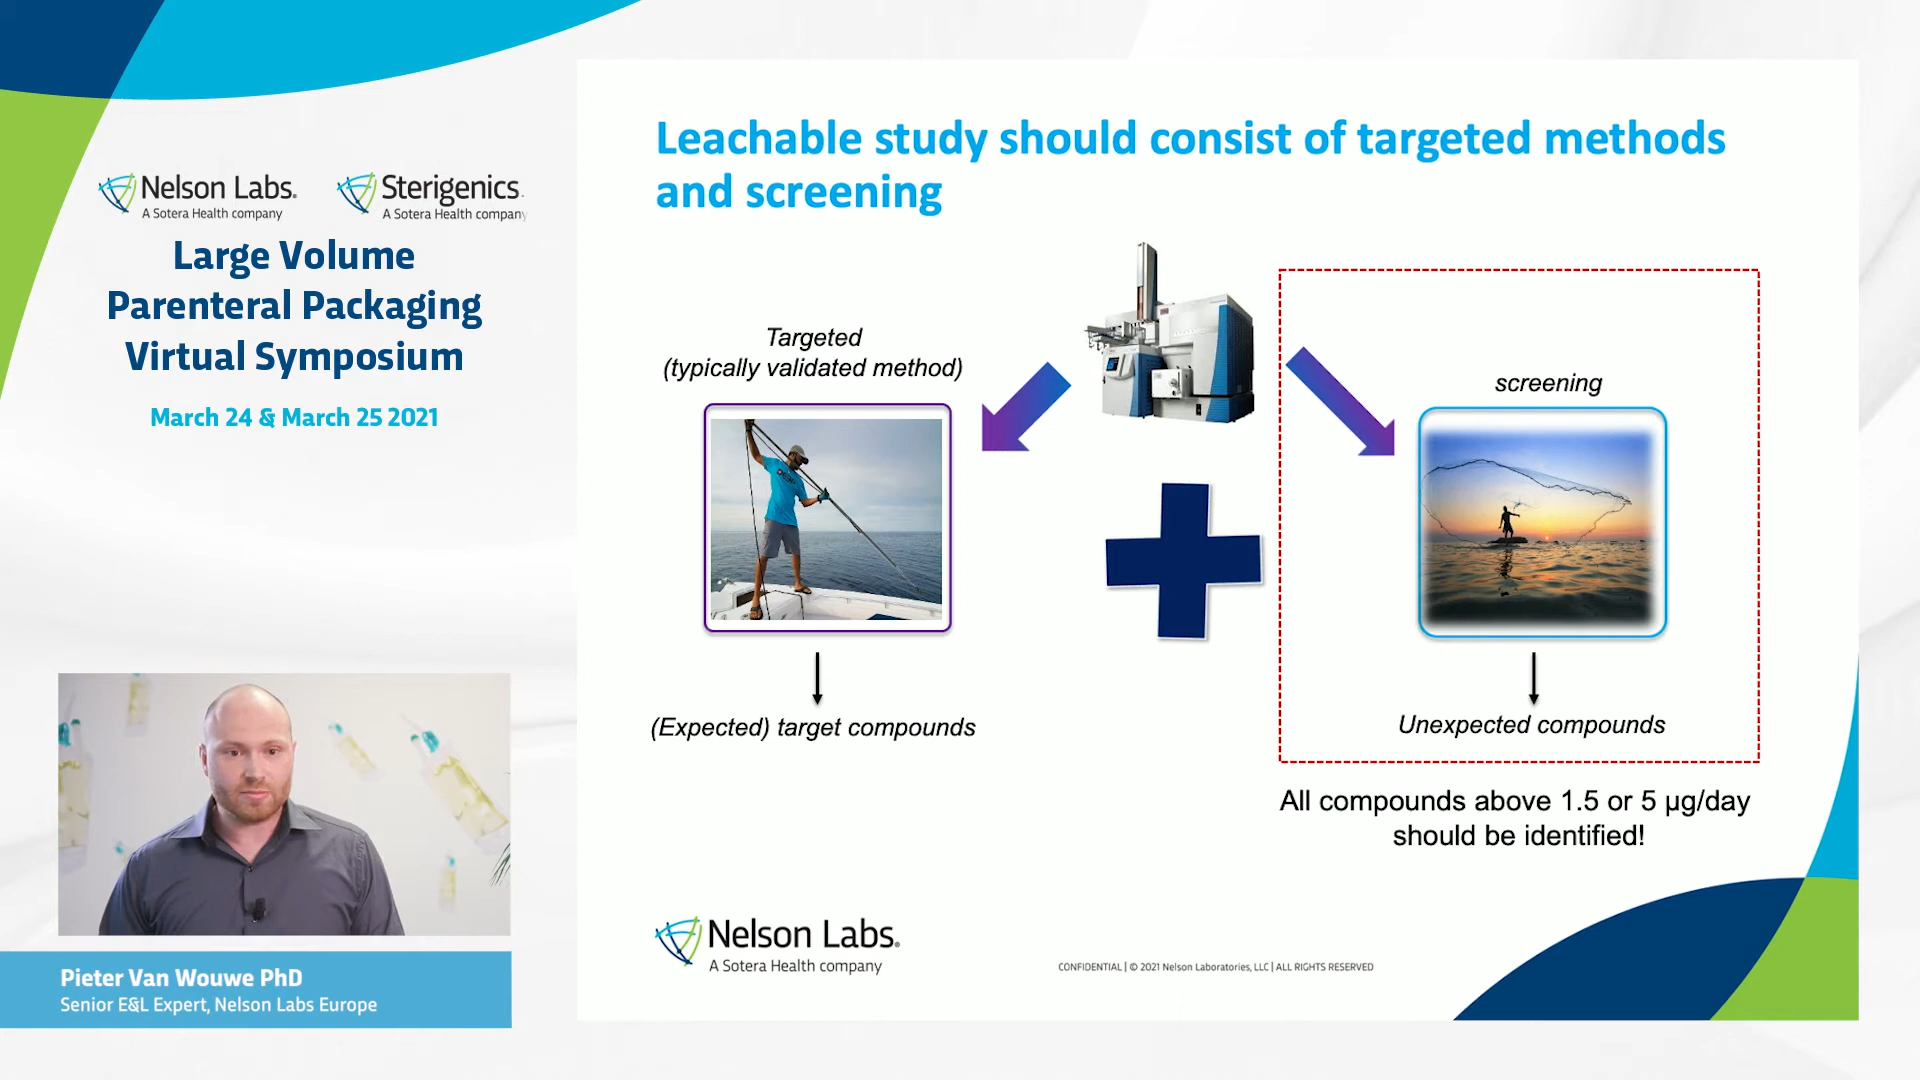 Nelson Labs.
A Sotera Health company
Sterigenics.
A Sotera Health company
Large Volume
Parenteral Packaging
Virtual Symposium
March 24 & March 25 2021
Leachable study should consist of targeted methods
and screening
Targeted
(typically validated method)
screening
(Expected) target compounds
Unexpected compounds
All compounds above 1.5 or 5 µg/day
should be identified!
Pieter Van Wouwe PhD
Senior E&L Expert, Nelson Labs Europe
Nelson Labs®
A Sotera Health company
CONFIDENTIAL | © 2021 Nelson Laboratories, LLC | ALL RIGHTS RESERVED